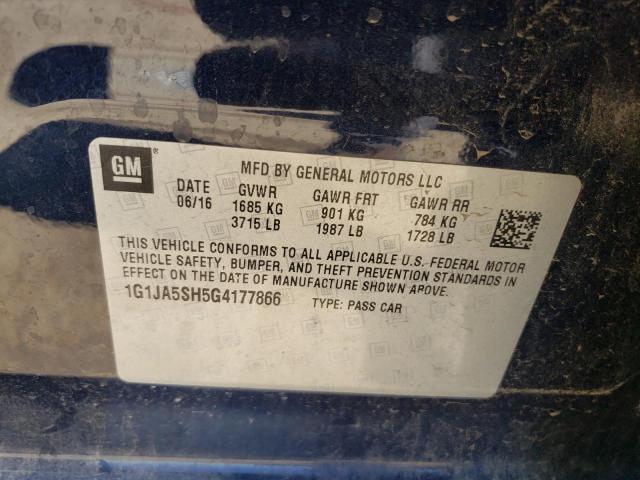 GM
MFD BY GENERAL MOTORS LLC
DATE GVWR GAWR FRT GAWR RR
06/16 1685 KG 901 KG 784 KG
3715 LB 1987 LB 1728 LB
THIS VEHICLE CONFORMS TO ALL APPLICABLE U.S. FEDERAL MOTOR
VEHICLE SAFETY, BUMPER, AND THEFT PREVENTION STANDARDS IN
EFFECT ON THE DATE OF MANUFACTURE SHOWN ABOVE.
1G1JA5SH5G4177866 TYPE: PASS CAR